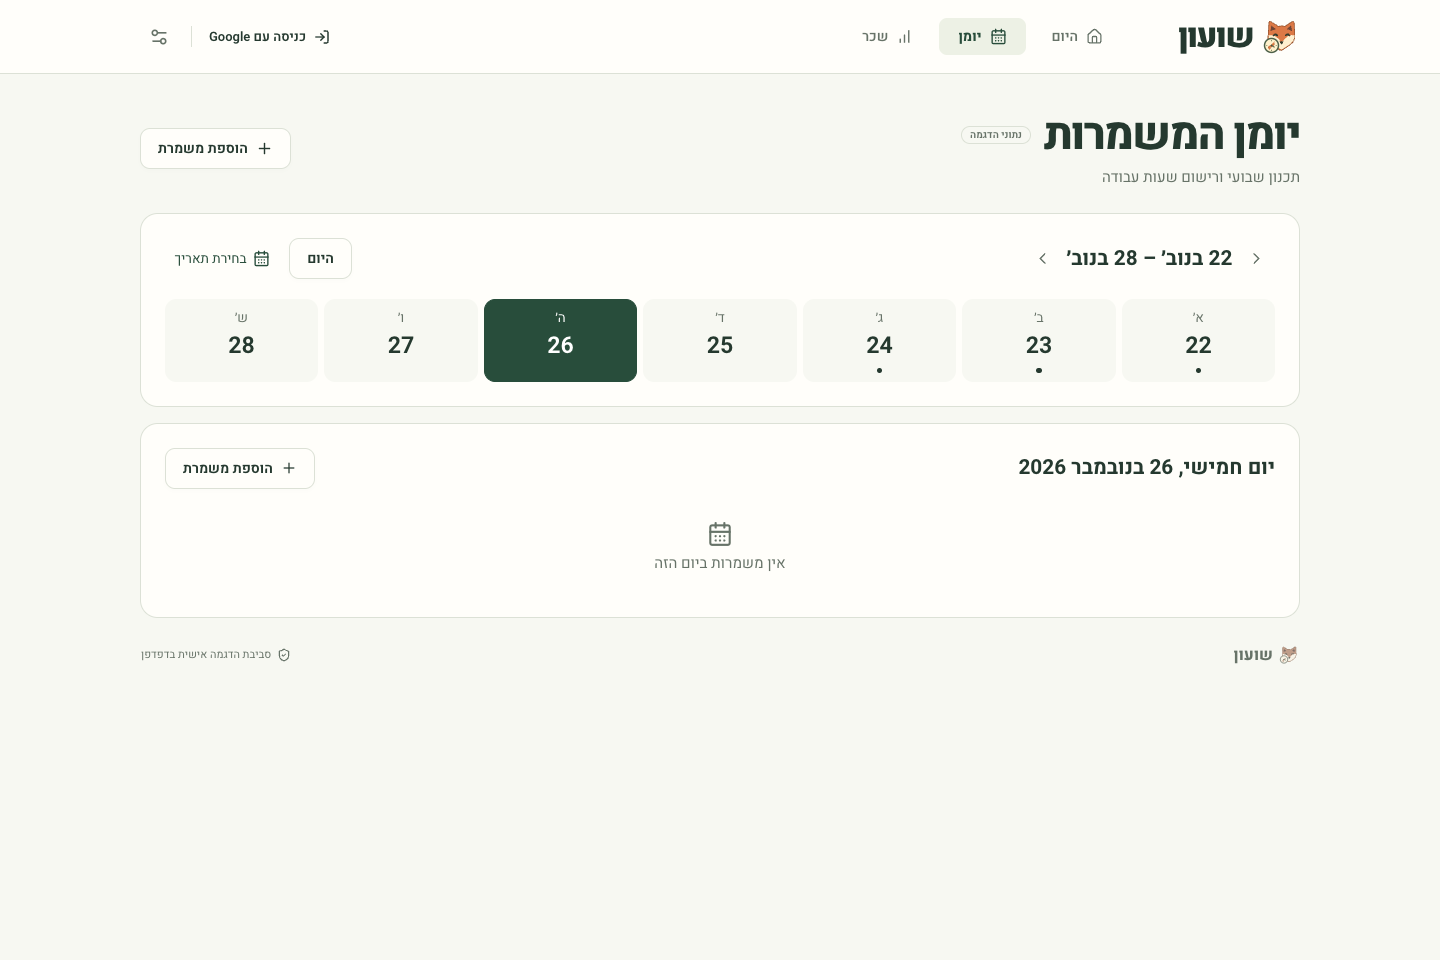 שועון
היום
יומן
שכר
כניסה עם Google
יומן המשמרות
נתוני הדגמה
תכנון שבועי ורישום שעות עבודה
הוספת משמרת
22 בנוב׳ – 28 בנוב׳
היום
בחירת תאריך
א׳
22
ב׳
23
ג׳
24
ד׳
25
ה׳
26
ו׳
27
ש׳
28
יום חמישי, 26 בנובמבר 2026
הוספת משמרת
אין משמרות ביום הזה
שועון
סביבת הדגמה אישית בדפדפן